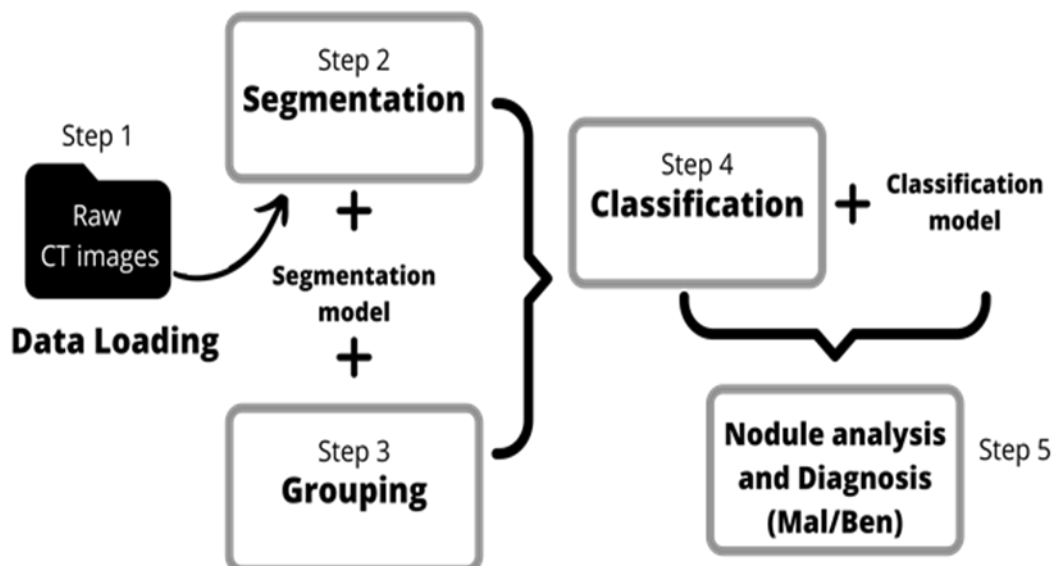 Step 1
Raw
CT images
Data Loading
Step 2
Segmentation
+
Segmentation
model
+
Step 3
Grouping
Step 4
Classification
+
Classification
model
Nodule analysis
and Diagnosis
(Mal/Ben)
Step 5